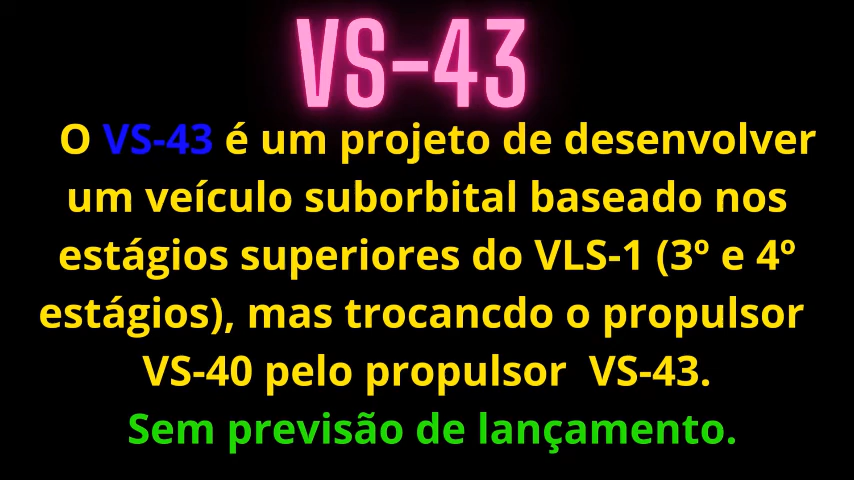 VS-43
O VS-43 é um projeto de desenvolver
um veículo suborbital baseado nos
estágios superiores do VLS-1 (3º e 4º
estágios), mas trocancdo o propulsor
VS-40 pelo propulsor VS-43.
Sem previsão de lançamento.